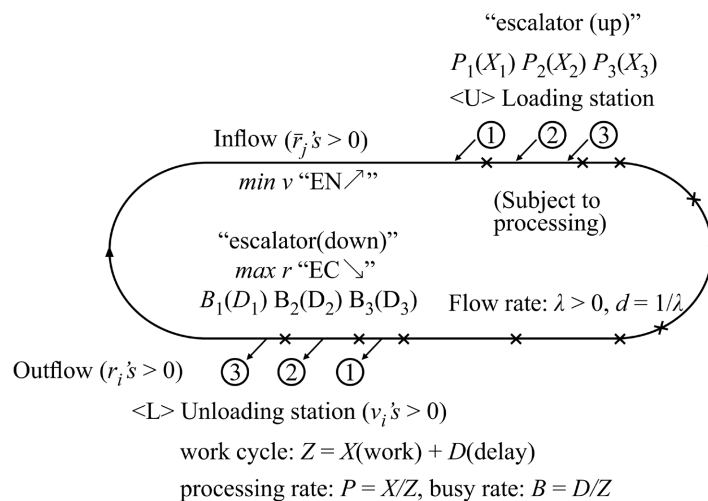 “escalator (up)”
P₁(X₁) P₂(X₂) P₃(X₃)
<U> Loading station
Inflow (r̄ⱼ’s > 0)
① ② ③
min v “EN↗”
(Subject to
processing)
“escalator(down)”
max r “EC↘”
B₁(D₁) B₂(D₂) B₃(D₃)
Flow rate: λ > 0, d = 1/λ
③ ② ①
Outflow (rᵢ’s > 0)
<L> Unloading station (vᵢ’s > 0)
work cycle: Z = X(work) + D(delay)
processing rate: P = X/Z, busy rate: B = D/Z